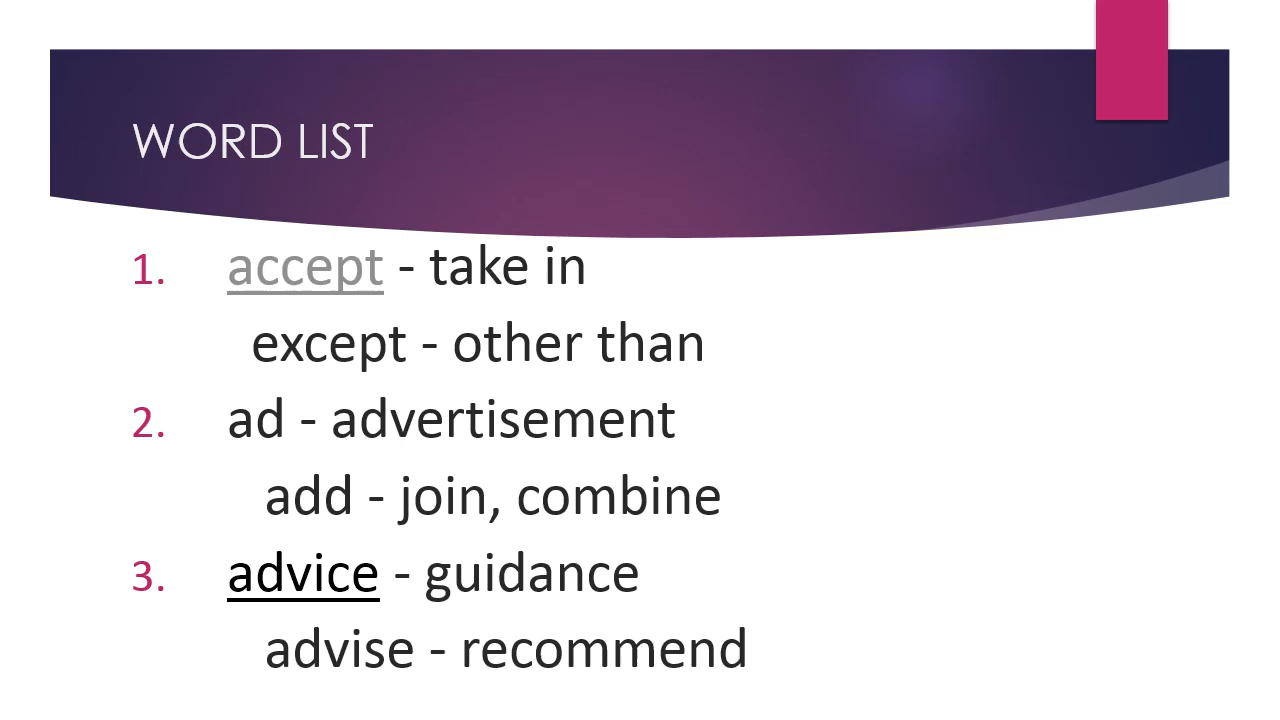 WORD LIST
1. accept - take in
except - other than
2. ad - advertisement
add - join, combine
3. advice - guidance
advise - recommend